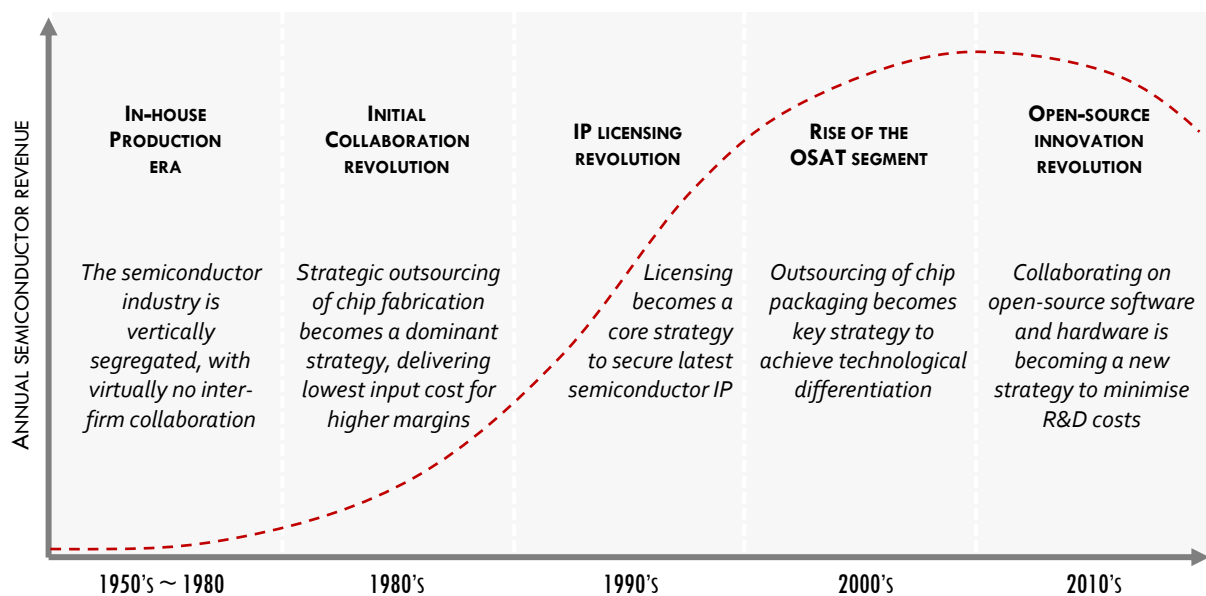 ANNUAL SEMICONDUCTOR REVENUE
IN-HOUSE
PRODUCTION
ERA
The semiconductor
industry is
vertically
segregated, with
virtually no inter-
firm collaboration
INITIAL
COLLABORATION
REVOLUTION
Strategic outsourcing
of chip fabrication
becomes a dominant
strategy, delivering
lowest input cost for
higher margins
IP LICENSING
REVOLUTION
Licensing
becomes a
core strategy
to secure latest
semiconductor IP
RISE OF THE
OSAT SEGMENT
Outsourcing of chip
packaging becomes
key strategy to
achieve technological
differentiation
OPEN-SOURCE
INNOVATION
REVOLUTION
Collaborating on
open-source software
and hardware is
becoming a new
strategy to minimise
R&D costs
1950'S ~ 1980
1980'S
1990'S
2000'S
2010'S